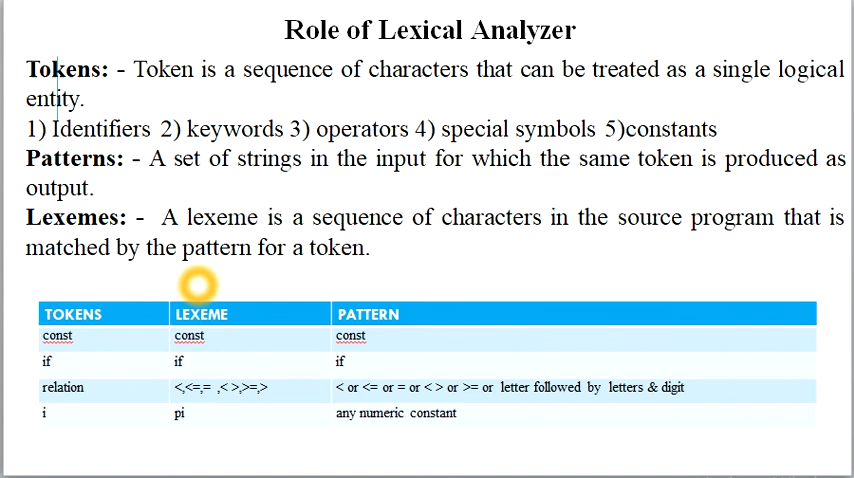 Role of Lexical Analyzer
Tokens: - Token is a sequence of characters that can be treated as a single logical
entity.
1) Identifiers 2) keywords 3) operators 4) special symbols 5)constants
Patterns: - A set of strings in the input for which the same token is produced as
output.
Lexemes: - A lexeme is a sequence of characters in the source program that is
matched by the pattern for a token.
TOKENS LEXEME PATTERN
const const const
if if if
relation <,<=,= ,< >,>=,> < or <= or = or < > or >= or letter followed by letters & digit
i pi any numeric constant